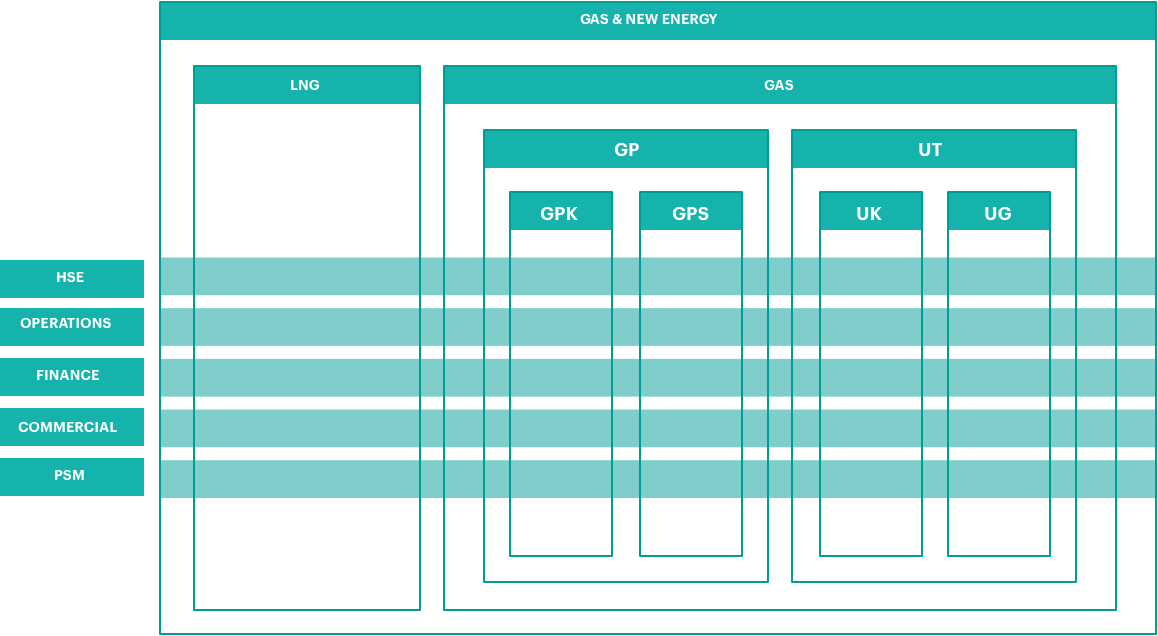 GAS & NEW ENERGY
LNG
GAS
GP
UT
GPK
GPS
UK
UG
HSE
OPERATIONS
FINANCE
COMMERCIAL
PSM